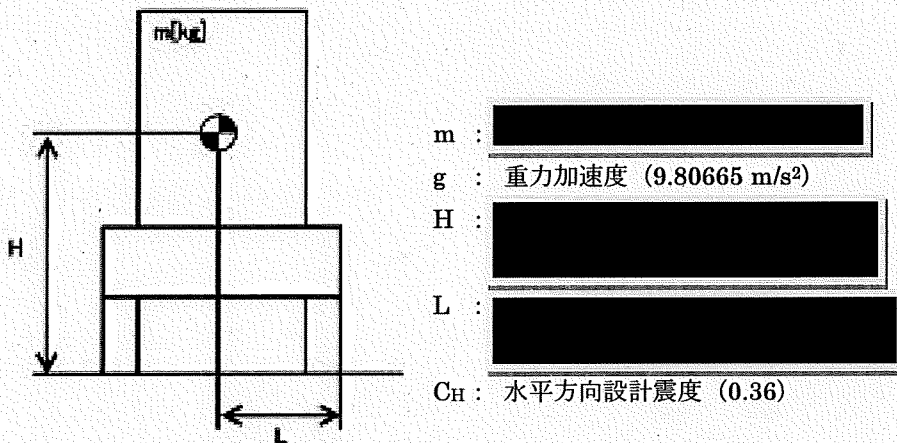 m[kg]
H
L
m :
g : 重力加速度（9.80665 m/s²）
H :
L :
CH : 水平方向設計震度（0.36）